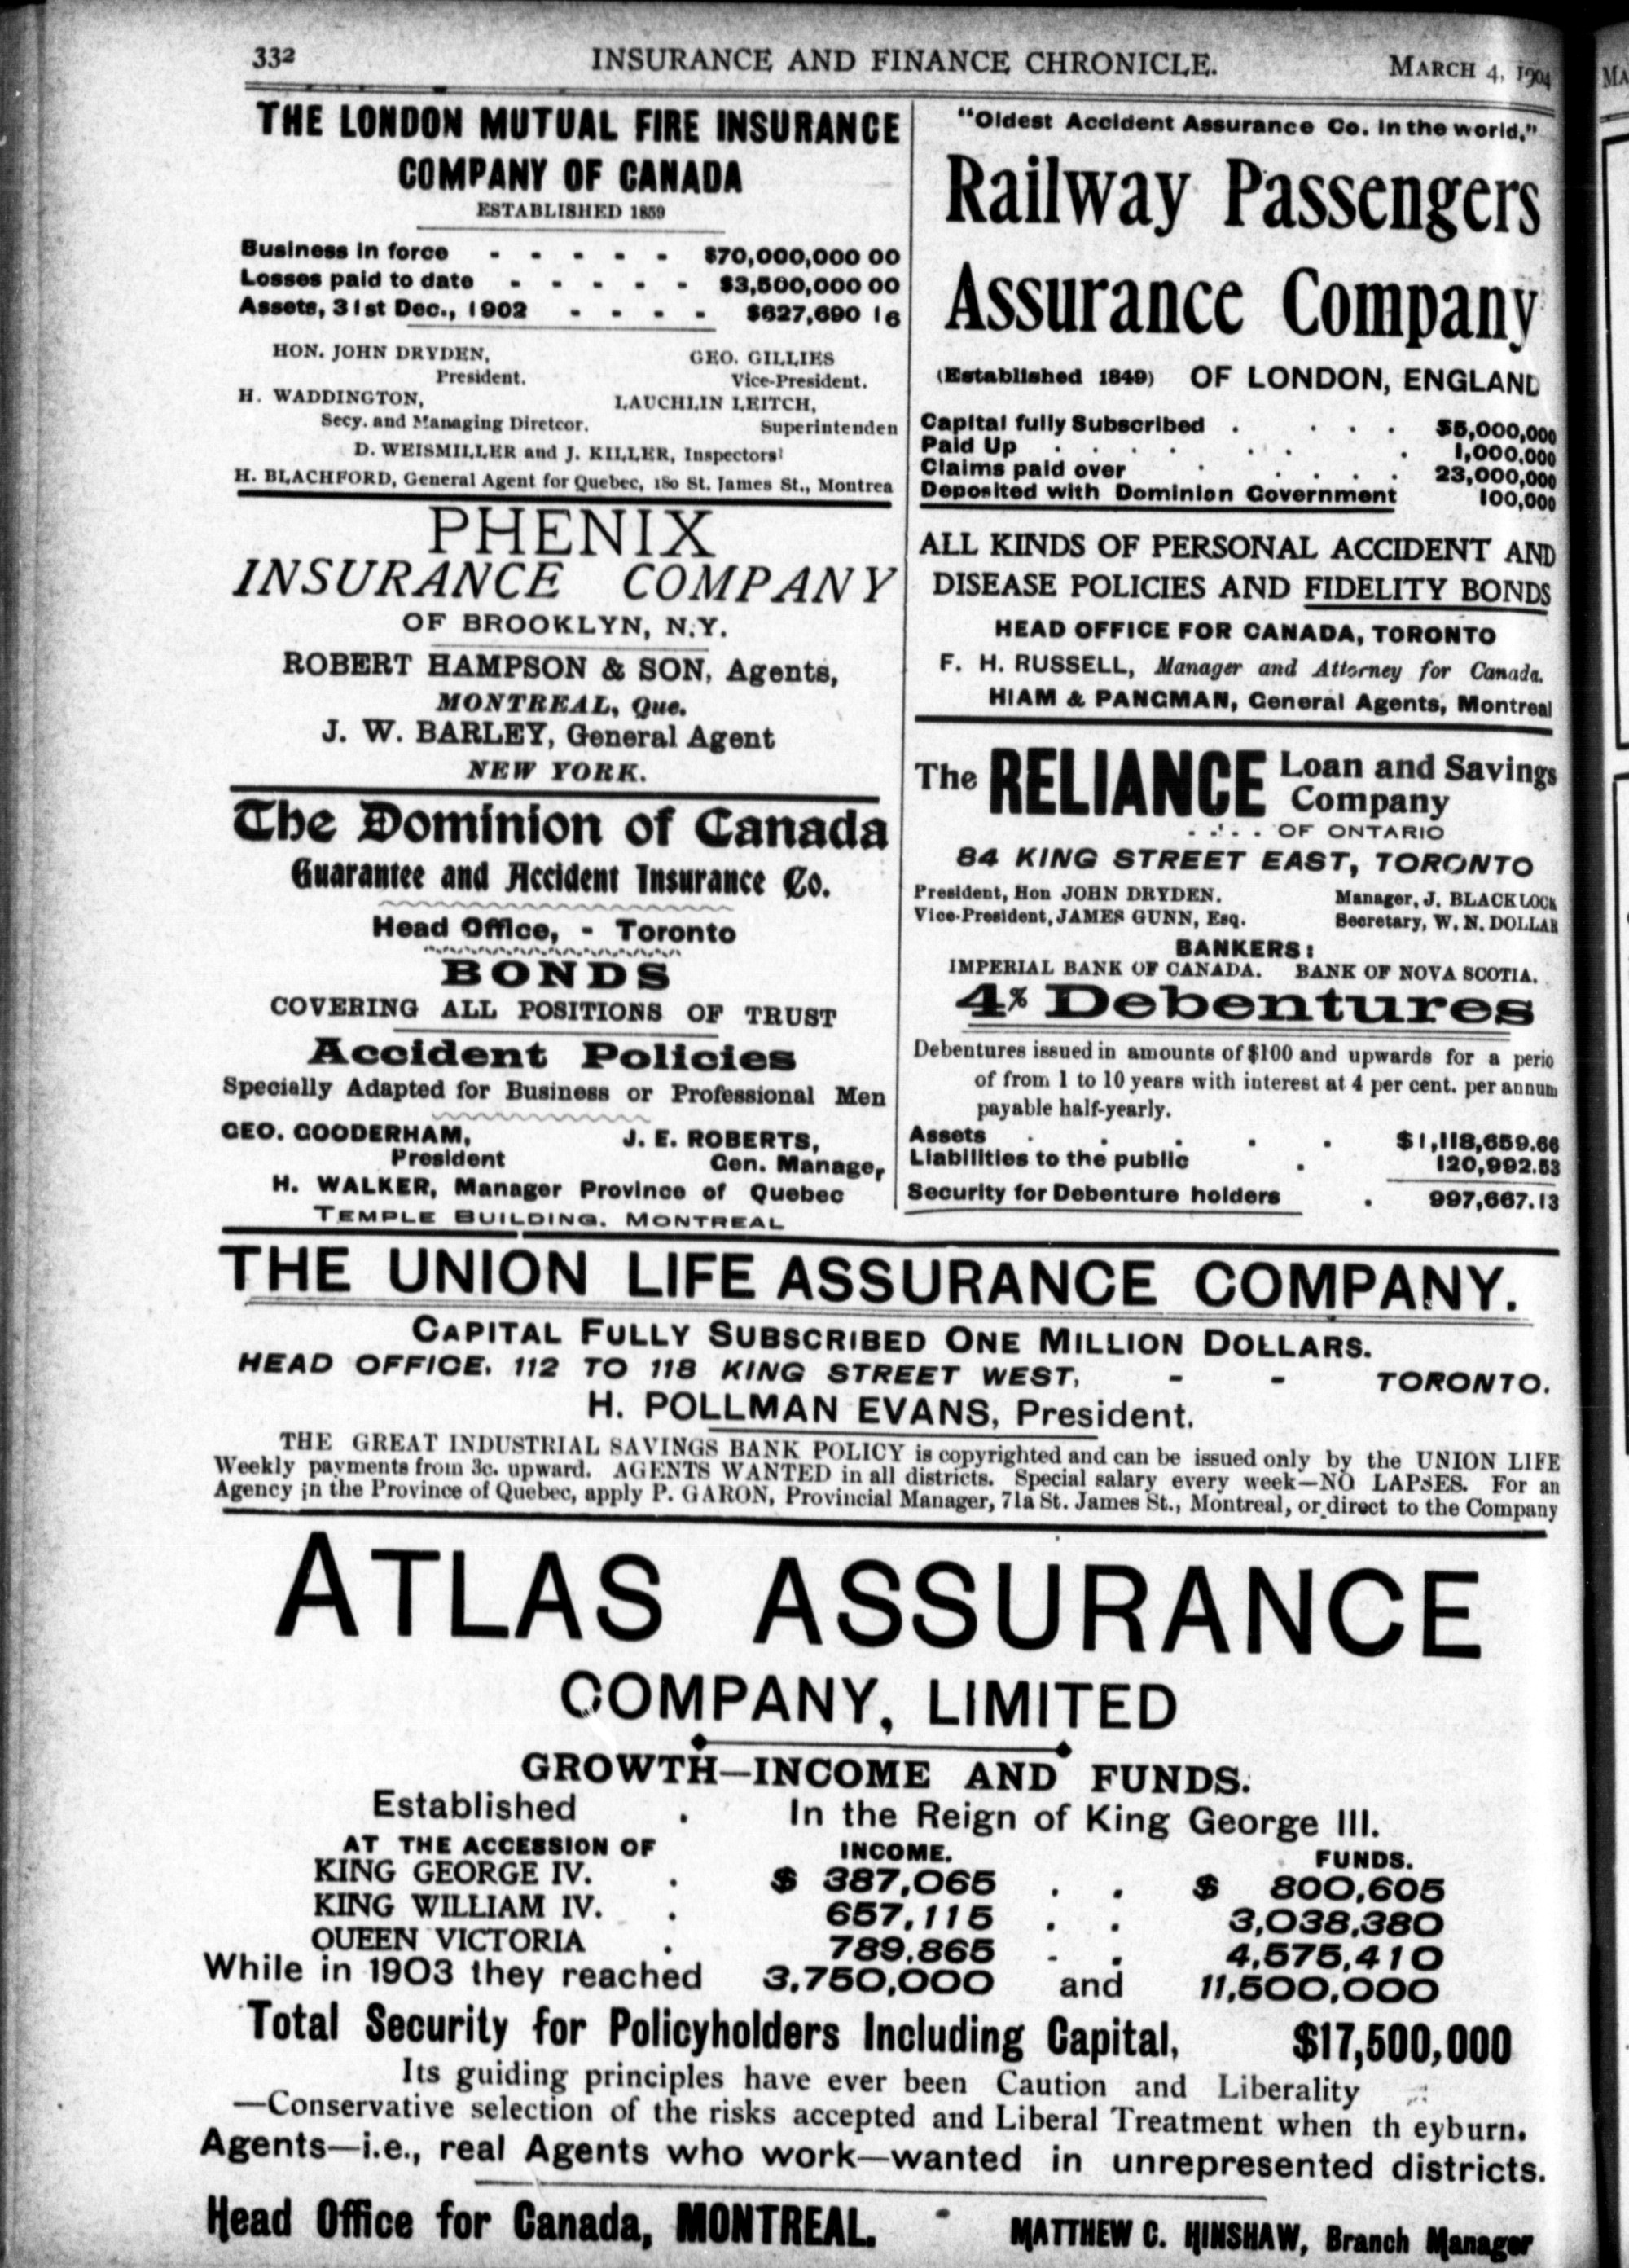 332 INSURANCE AND FINANCE CHRONICLE. MARCH 4, 1904
THE LONDON MUTUAL FIRE INSURANCE
COMPANY OF CANADA
ESTABLISHED 1859
Business in force - - - - - $70,000,000 00
Losses paid to date - - - - - $3,500,000 00
Assets, 31st Dec., 1902 - - - - $627,690 16
HON. JOHN DRYDEN, GEO. GILLIES
President. Vice-President.
H. WADDINGTON, LAUCHLIN LEITCH,
Secy. and Managing Diretcor. Superintenden
D. WEISMILLER and J. KILLER, Inspectors
H. BLACHFORD, General Agent for Quebec, 180 St. James St., Montrea
PHENIX
INSURANCE COMPANY
OF BROOKLYN, N.Y.
ROBERT HAMPSON & SON, Agents,
MONTREAL, Que.
J. W. BARLEY, General Agent
NEW YORK.
The Dominion of Canada
Guarantee and Accident Insurance Co.
Head Office, - Toronto
BONDS
COVERING ALL POSITIONS OF TRUST
Accident Policies
Specially Adapted for Business or Professional Men
GEO. GOODERHAM, J. E. ROBERTS,
President Gen. Manager
H. WALKER, Manager Province of Quebec
TEMPLE BUILDING. MONTREAL
"Oldest Accident Assurance Co. in the world."
Railway Passengers
Assurance Company
(Established 1849) OF LONDON, ENGLAND
Capital fully Subscribed . . . . $5,000,000
Paid Up . . . . . . . 1,000,000
Claims paid over . . . . . 23,000,000
Deposited with Dominion Government 100,000
ALL KINDS OF PERSONAL ACCIDENT AND
DISEASE POLICIES AND FIDELITY BONDS
HEAD OFFICE FOR CANADA, TORONTO
F. H. RUSSELL, Manager and Attorney for Canada.
HIAM & PANGMAN, General Agents, Montreal
The RELIANCE Loan and Savings
Company
. . . . OF ONTARIO
84 KING STREET EAST, TORONTO
President, Hon JOHN DRYDEN. Manager, J. BLACKLOCK
Vice-President, JAMES GUNN, Esq. Secretary, W. N. DOLLAR
BANKERS:
IMPERIAL BANK OF CANADA. BANK OF NOVA SCOTIA.
4% Debentures
Debentures issued in amounts of $100 and upwards for a perio
of from 1 to 10 years with interest at 4 per cent. per annum
payable half-yearly.
Assets . . . . . $1,118,659.66
Liabilities to the public . 120,992.53
Security for Debenture holders . 997,667.13
THE UNION LIFE ASSURANCE COMPANY.
CAPITAL FULLY SUBSCRIBED ONE MILLION DOLLARS.
HEAD OFFICE, 112 TO 118 KING STREET WEST, - - TORONTO.
H. POLLMAN EVANS, President.
THE GREAT INDUSTRIAL SAVINGS BANK POLICY is copyrighted and can be issued only by the UNION LIFE
Weekly payments from 3c. upward. AGENTS WANTED in all districts. Special salary every week—NO LAPSES. For an
Agency in the Province of Quebec, apply P. GARON, Provincial Manager, 71a St. James St., Montreal, or direct to the Company
ATLAS ASSURANCE
COMPANY, LIMITED
GROWTH—INCOME AND FUNDS.
Established . In the Reign of King George III.
AT THE ACCESSION OF INCOME. FUNDS.
KING GEORGE IV. . $ 387,065 . . $ 800,605
KING WILLIAM IV. . 657,115 . . 3,038,380
QUEEN VICTORIA . 789,865 - . 4,575,410
While in 1903 they reached 3,750,000 and 11,500,000
Total Security for Policyholders Including Capital, $17,500,000
Its guiding principles have ever been Caution and Liberality
—Conservative selection of the risks accepted and Liberal Treatment when th eyburn.
Agents—i.e., real Agents who work—wanted in unrepresented districts.
Head Office for Canada, MONTREAL. - MATTHEW C. HINSHAW, Branch Manager